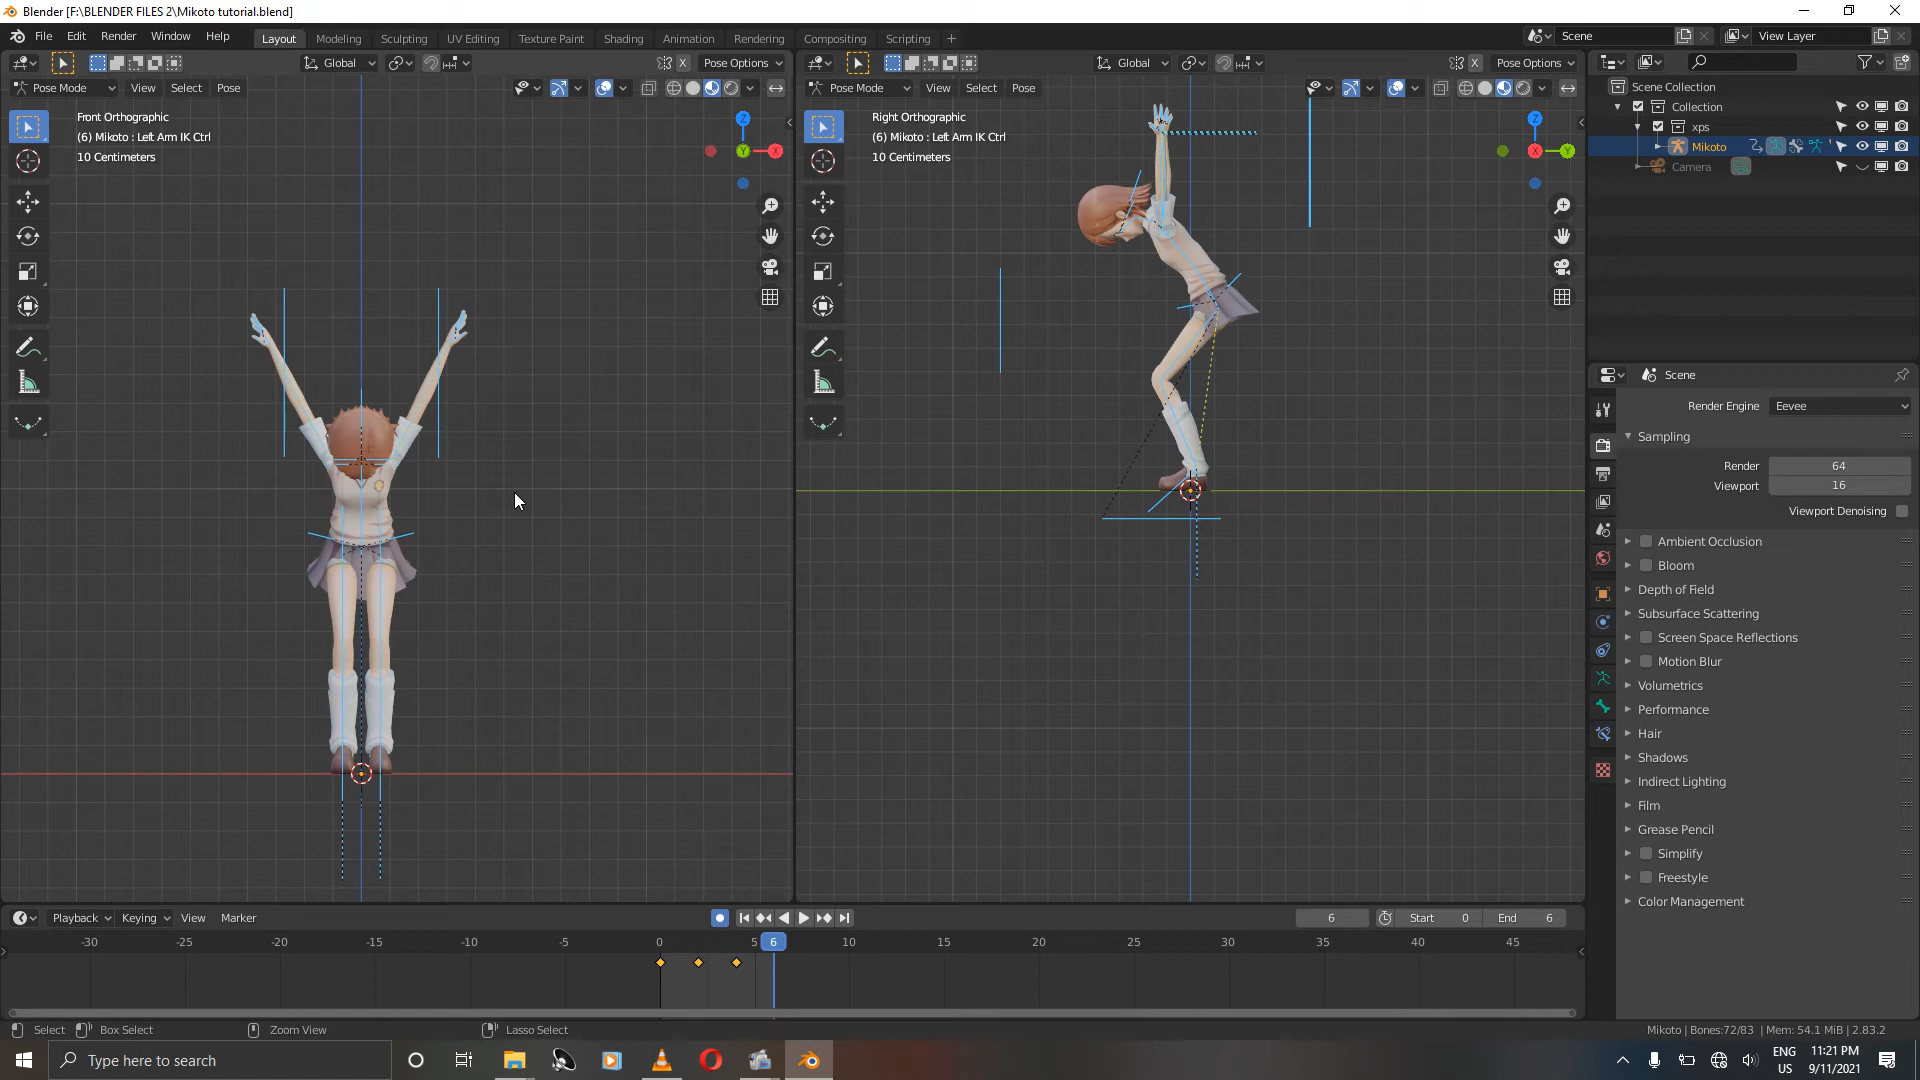 Blender [F:\BLENDER FILES 2\Mikoto tutorial.blend]
File Edit Render Window Help Layout Modeling Sculpting UV Editing Texture Paint Shading Animation Rendering Compositing Scripting + Scene View Layer
Global X Pose Options Global X Pose Options
Pose Mode View Select Pose Pose Mode View Select Pose
Scene Collection
Collection
xps
Mikoto
Camera
Front Orthographic
(6) Mikoto : Left Arm IK Ctrl
10 Centimeters
Z
Y
X
Right Orthographic
(6) Mikoto : Left Arm IK Ctrl
10 Centimeters
Z
X
Y
Scene
Render Engine Eevee
Sampling
Render 64
Viewport 16
Viewport Denoising
Ambient Occlusion
Bloom
Depth of Field
Subsurface Scattering
Screen Space Reflections
Motion Blur
Volumetrics
Performance
Hair
Shadows
Indirect Lighting
Film
Grease Pencil
Simplify
Freestyle
Color Management
Playback Keying View Marker 6 Start 0 End 6
-30 -25 -20 -15 -10 -5 0 5 6 10 15 20 25 30 35 40 45
Select Box Select Zoom View Lasso Select Mikoto | Bones:72/83 | Mem: 54.1 MiB | 2.83.2
Type here to search
ENG
US
11:21 PM
9/11/2021